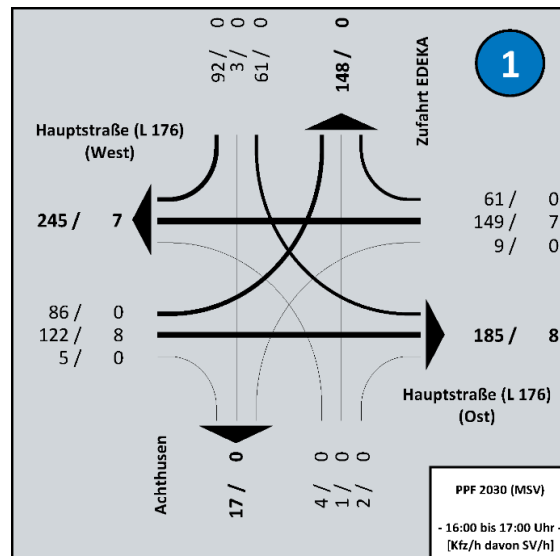 92 / 0
3 / 0
61 / 0
148 / 0
Zufahrt EDEKA
1
Hauptstraße (L 176)
(West)
245 / 7
61 / 0
149 / 7
9 / 0
86 / 0
122 / 8
5 / 0
185 / 8
Hauptstraße (L 176)
(Ost)
Achthusen
17 / 0
4 / 0
1 / 0
2 / 0
PPF 2030 (MSV)
- 16:00 bis 17:00 Uhr -
[Kfz/h davon SV/h]